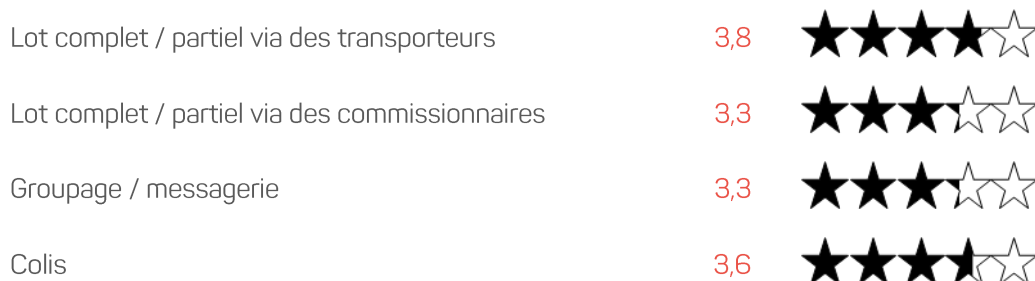 Lot complet / partiel via des transporteurs 3,8
Lot complet / partiel via des commissionnaires 3,3
Groupage / messagerie 3,3
Colis 3,6